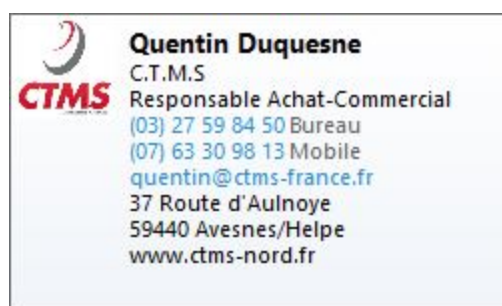 Quentin Duquesne
C.T.M.S
CTMS
Responsable Achat-Commercial
(03) 27 59 84 50 Bureau
(07) 63 30 98 13 Mobile
quentin@ctms-france.fr
37 Route d'Aulnoye
59440 Avesnes/Helpe
www.ctms-nord.fr